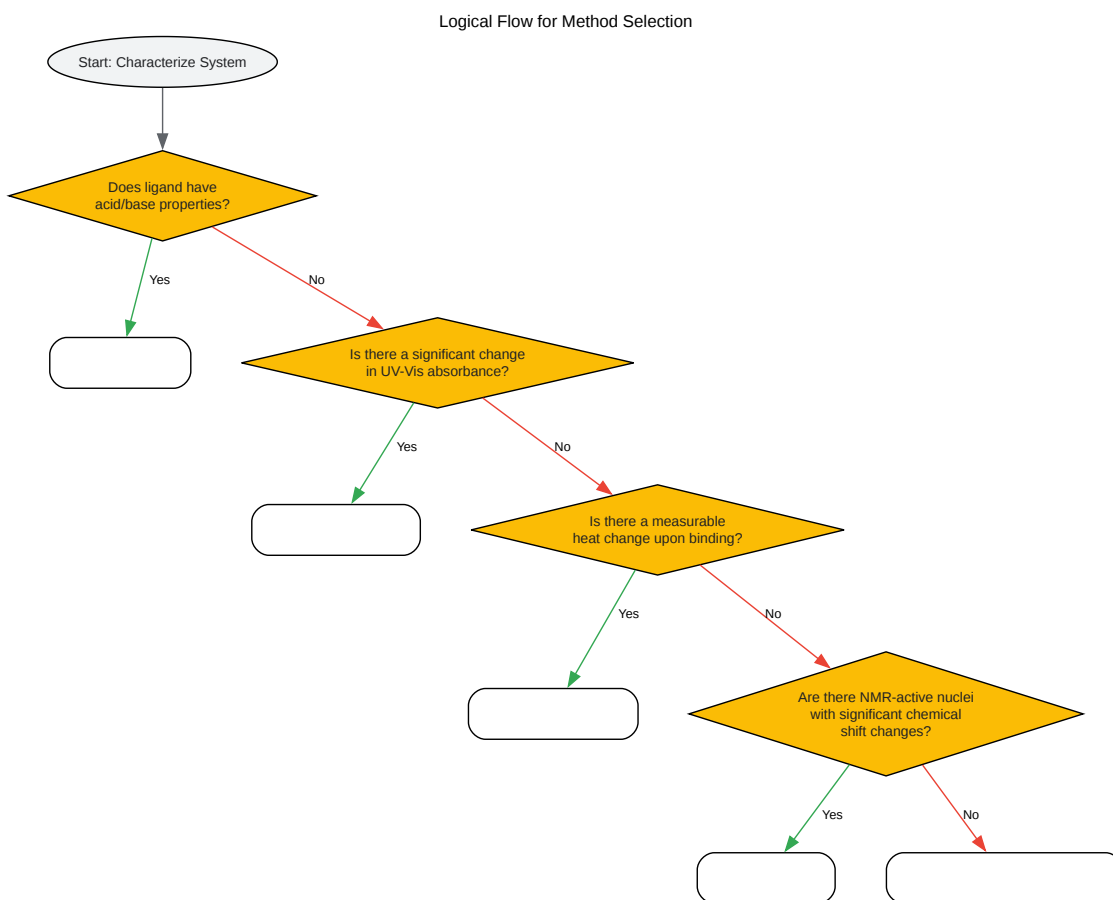 Logical Flow for Method Selection
Start: Characterize System
Does ligand have
acid/base properties?
Yes
No
Is there a significant change
in UV-Vis absorbance?
Yes
No
Is there a measurable
heat change upon binding?
Yes
No
Are there NMR-active nuclei
with significant chemical
shift changes?
Yes
No